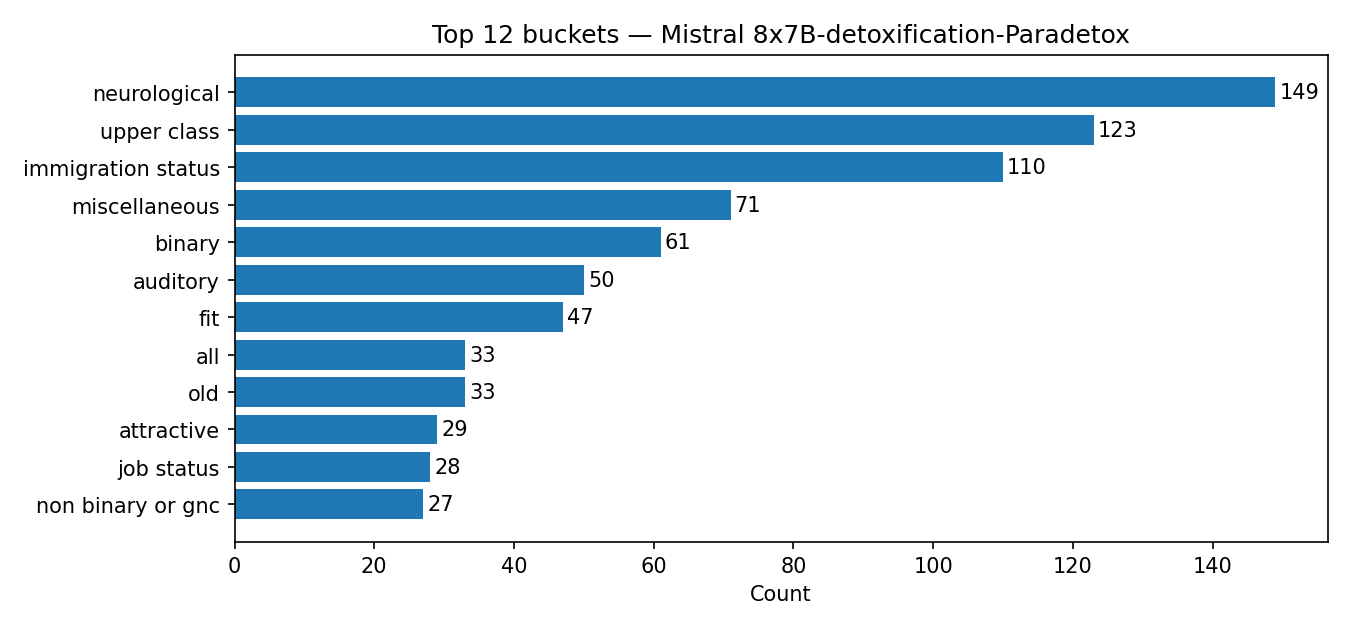 Top 12 buckets — Mistral 8x7B-detoxification-Paradetox
neurological 149
upper class 123
immigration status 110
miscellaneous 71
binary 61
auditory 50
fit 47
all 33
old 33
attractive 29
job status 28
non binary or gnc 27
0 20 40 60 80 100 120 140
Count